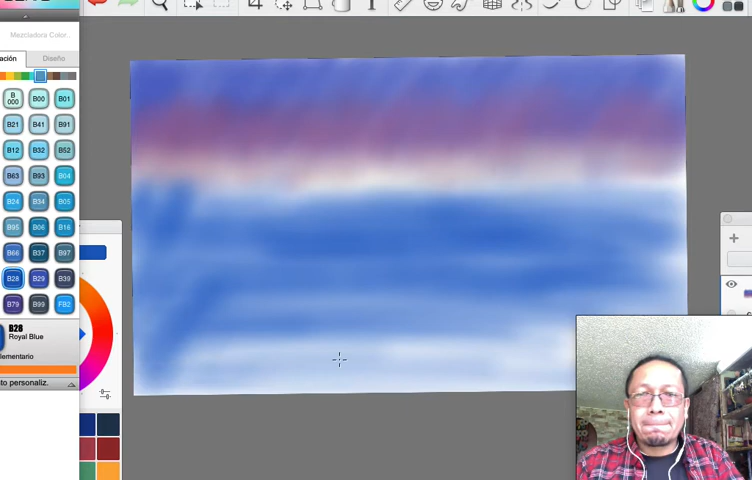 Mezcladora Color...
ación Diseño
B 000 B00 B01
B21 B41 B91
B12 B32 B52
B63 B93 B04
B24 B34 B05
B95 B06 B16
B66 B37 B97
B28 B29 B39
B79 B99 FB2
B28
Royal Blue
lementario
to personaliz.